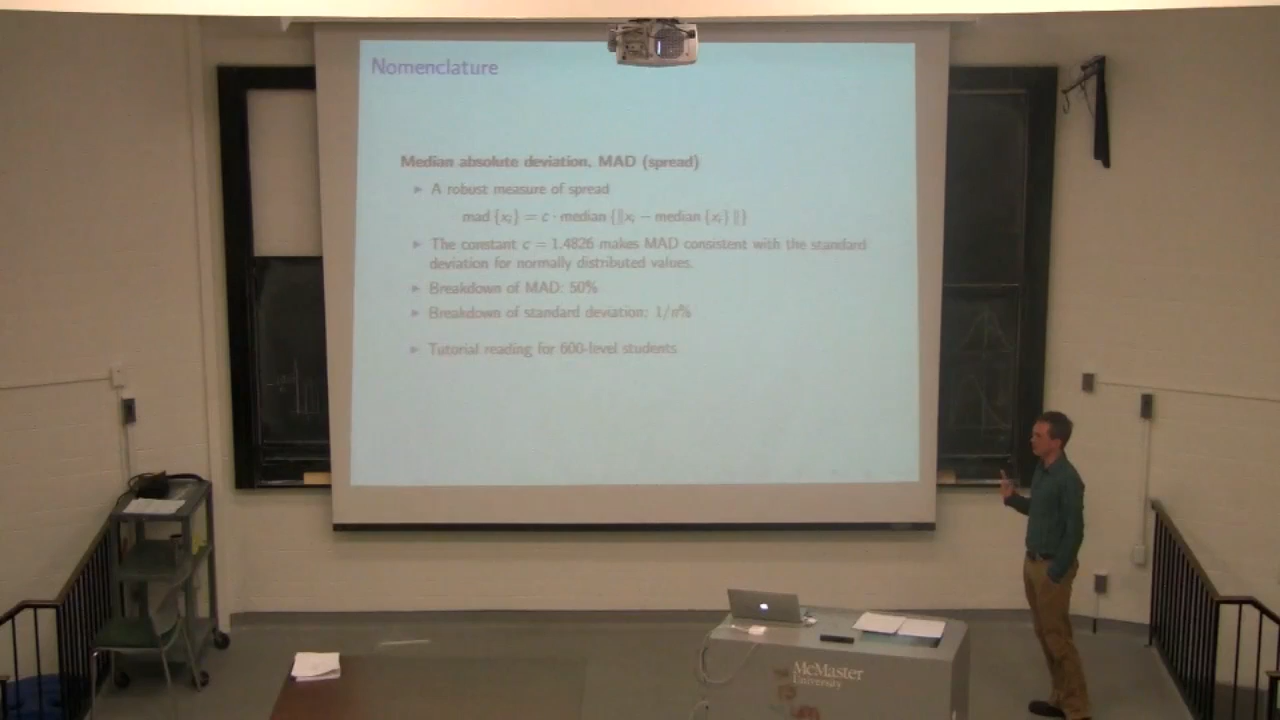 Nomenclature
Median absolute deviation, MAD (spread)
▶ A robust measure of spread
mad {xᵢ} = c · median {‖xᵢ − median {xᵢ} ‖}
▶ The constant c = 1.4826 makes MAD consistent with the standard
deviation for normally distributed values.
▶ Breakdown of MAD: 50%
▶ Breakdown of standard deviation: 1/n%
▶ Tutorial reading for 600-level students
McMaster
University